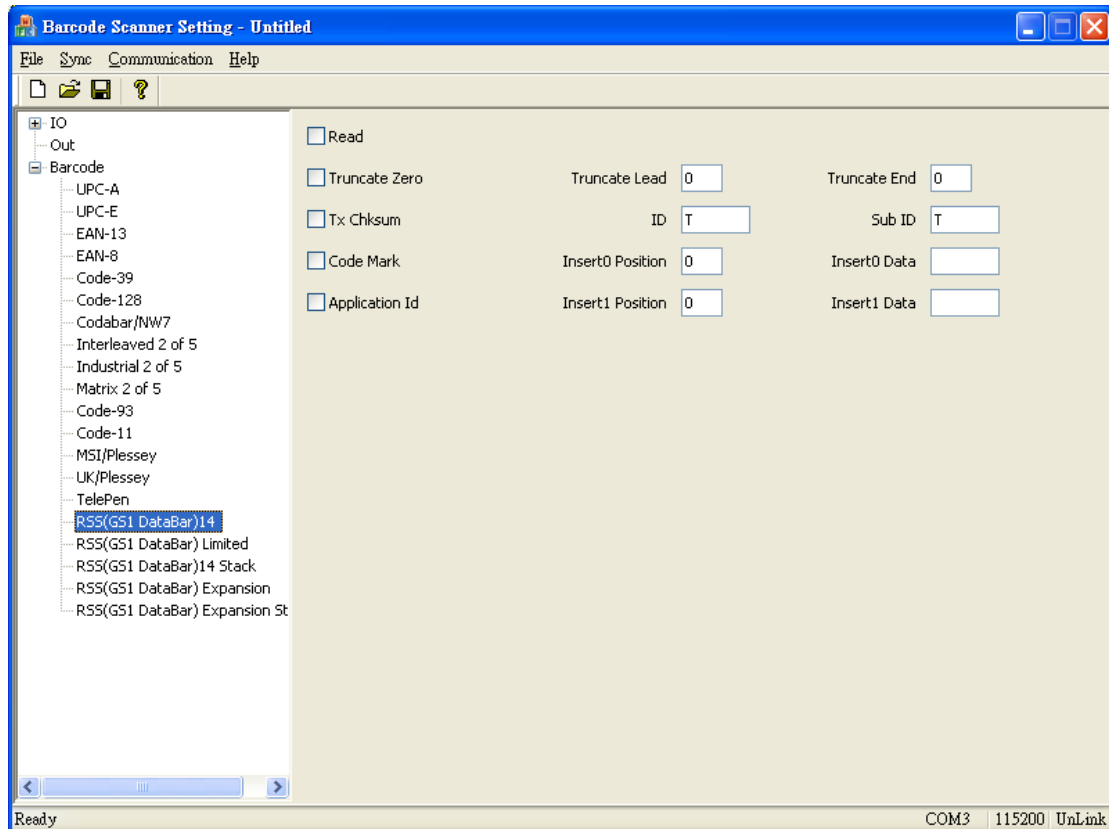 Barcode Scanner Setting - Untitled
File Sync Communication Help
IO
Out
Barcode
UPC-A
UPC-E
EAN-13
EAN-8
Code-39
Code-128
Codabar/NW7
Interleaved 2 of 5
Industrial 2 of 5
Matrix 2 of 5
Code-93
Code-11
MSI/Plessey
UK/Plessey
TelePen
RSS(GS1 DataBar)14
RSS(GS1 DataBar) Limited
RSS(GS1 DataBar)14 Stack
RSS(GS1 DataBar) Expansion
RSS(GS1 DataBar) Expansion St
Read
Truncate Zero Truncate Lead 0 Truncate End 0
Tx Chksum ID T Sub ID T
Code Mark Insert0 Position 0 Insert0 Data
Application Id Insert1 Position 0 Insert1 Data
Ready COM3 115200 UnLink